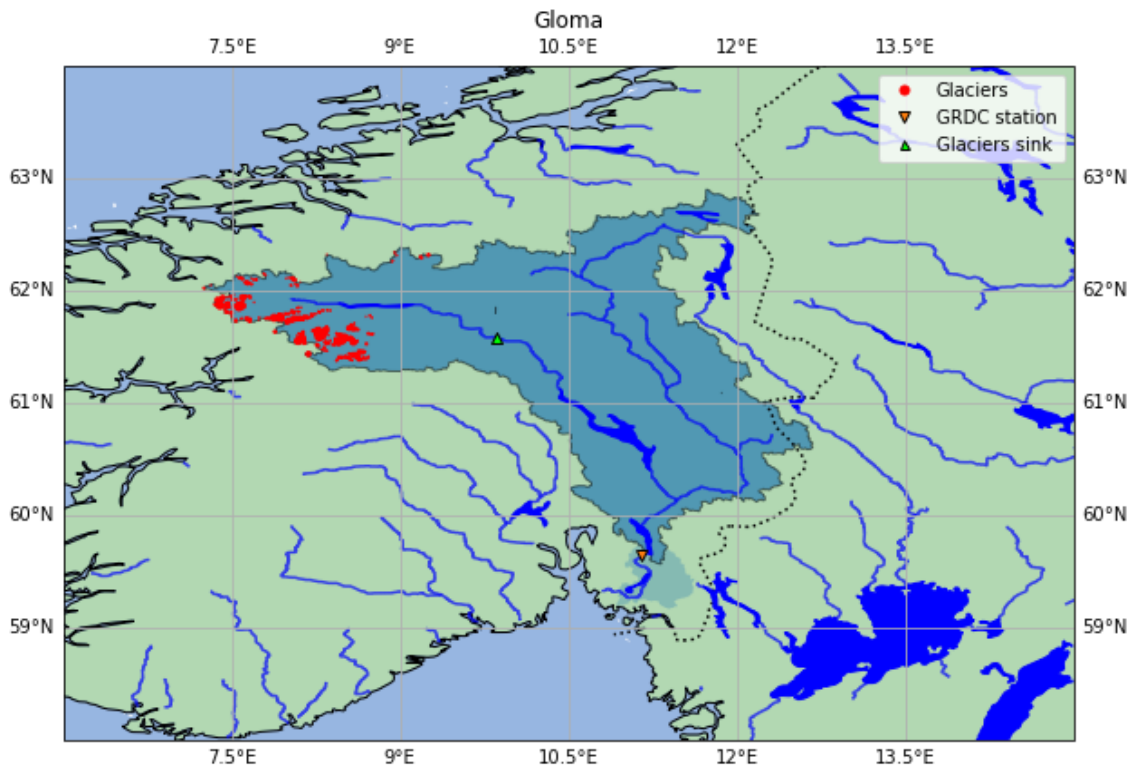 Gloma
7.5°E 9°E 10.5°E 12°E 13.5°E
Glaciers
GRDC station
Glaciers sink
63°N 63°N
62°N 62°N
61°N 61°N
60°N 60°N
59°N 59°N
7.5°E 9°E 10.5°E 12°E 13.5°E